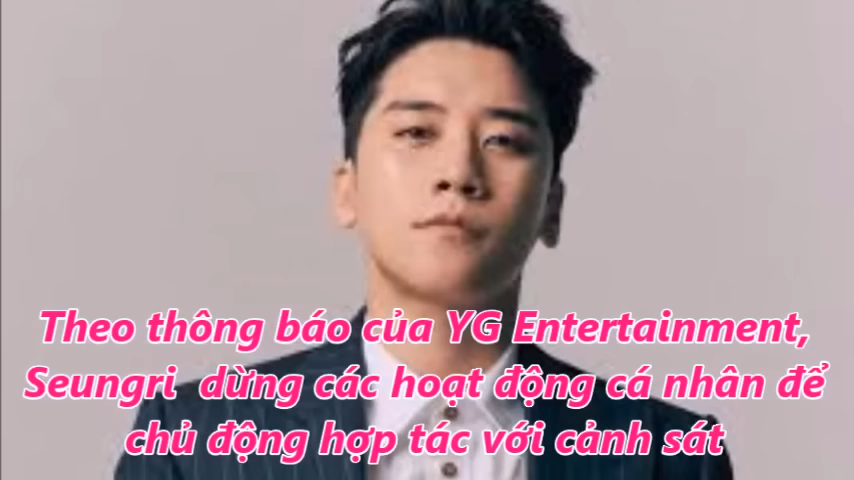 Theo thông báo của YG Entertainment,
Seungri dừng các hoạt động cá nhân để
chủ động hợp tác với cảnh sát